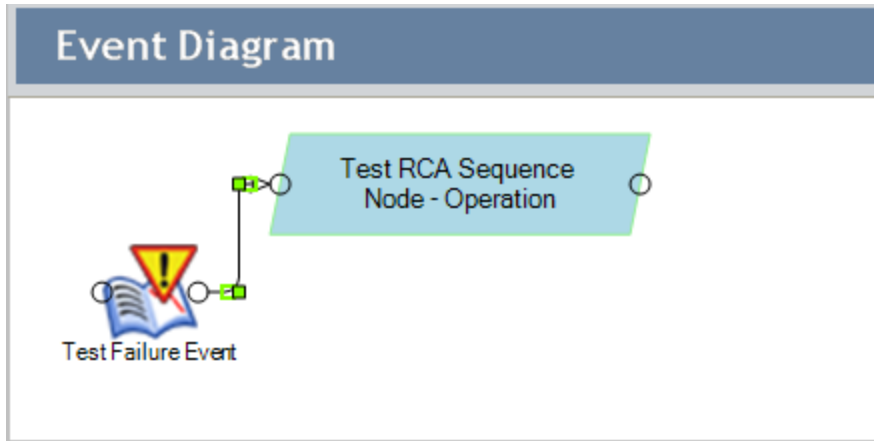 Event Diagram
Test RCA Sequence
Node - Operation
Test Failure Event